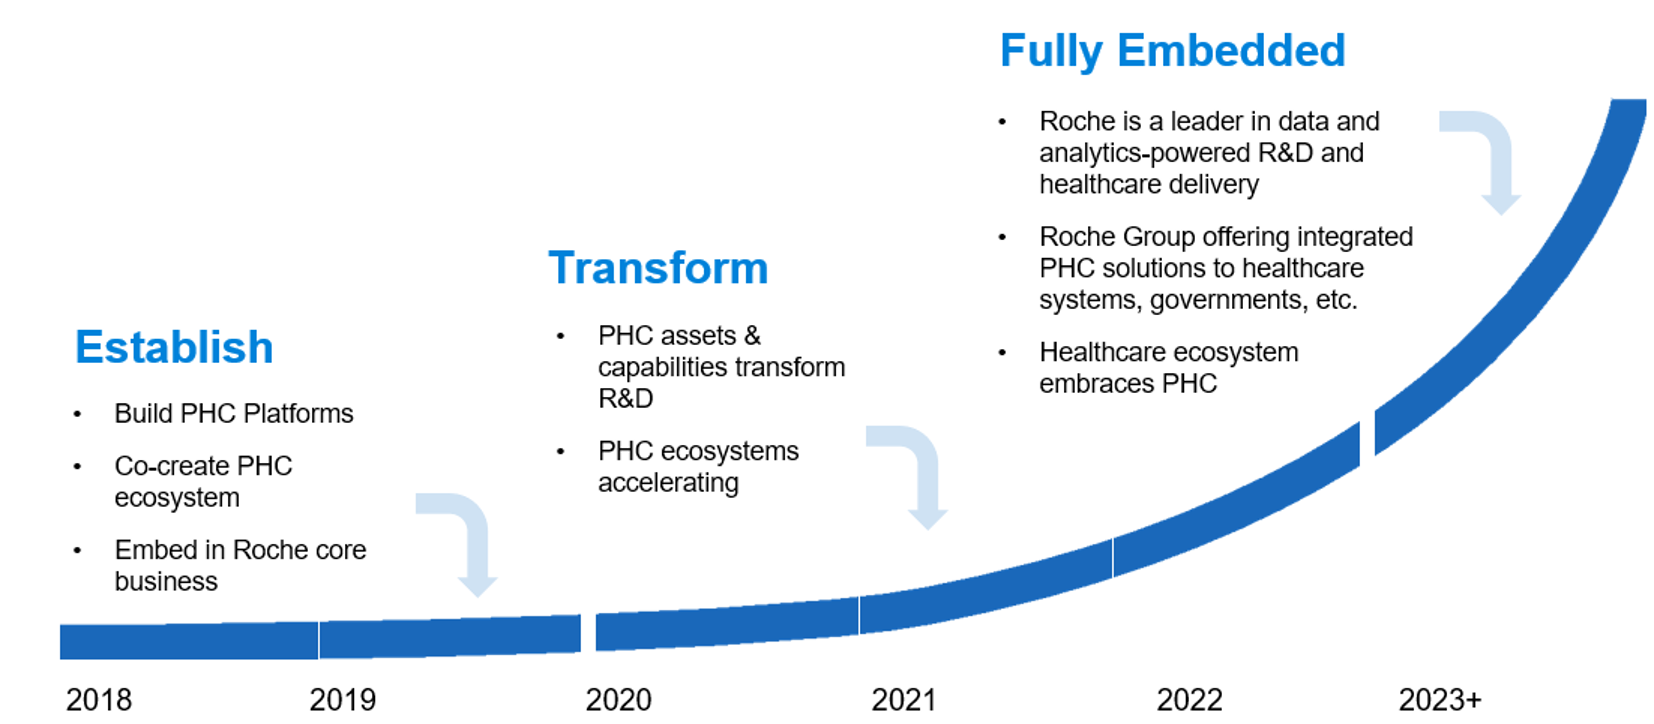 Fully Embedded
• Roche is a leader in data and
analytics-powered R&D and
healthcare delivery
• Roche Group offering integrated
PHC solutions to healthcare
systems, governments, etc.
• Healthcare ecosystem
embraces PHC
Transform
• PHC assets &
capabilities transform
R&D
• PHC ecosystems
accelerating
Establish
• Build PHC Platforms
• Co-create PHC
ecosystem
• Embed in Roche core
business
2018 2019 2020 2021 2022 2023+